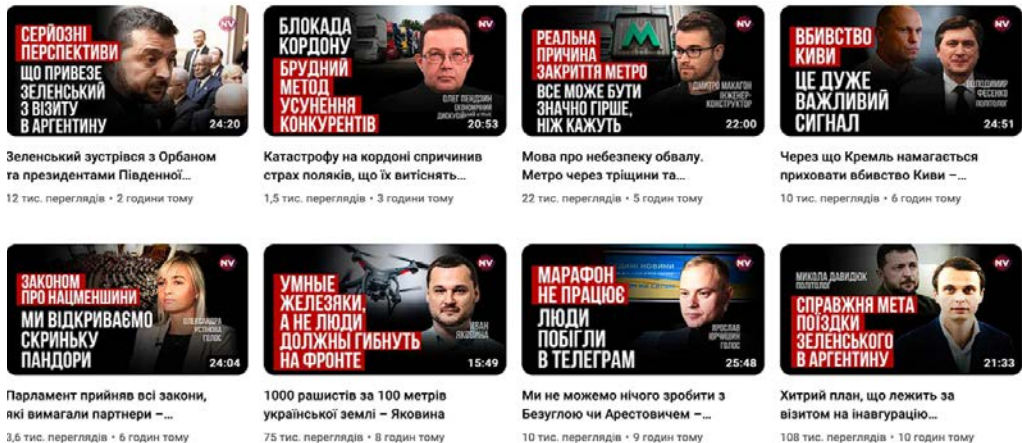 СЕРЙОЗНІ
ПЕРСПЕКТИВИ
ЩО ПРИВЕЗЕ
ЗЕЛЕНСЬКИЙ
З ВІЗИТУ
В АРГЕНТИНУ
NV
24:20
Зеленський зустрівся з Орбаном
та президентами Південної...
12 тис. переглядів • 2 години тому
БЛОКАДА
КОРДОНУ
БРУДНИЙ
МЕТОД
УСУНЕННЯ
КОНКУРЕНТІВ
NV
ОЛЕГ ПЕНДЗИН
ЕКОНОМІЧНИЙ
20:53
Катастрофу на кордоні спричинив
страх поляків, що їх витіснять...
1,5 тис. переглядів • 3 години тому
РЕАЛЬНА
ПРИЧИНА
ЗАКРИТТЯ МЕТРО
ВСЕ МОЖЕ БУТИ
ЗНАЧНО ГІРШЕ,
НІЖ КАЖУТЬ
NV
ДМИТРО МАКАГОН
ІНЖЕНЕР-
КОНСТРУКТОР
22:00
Мова про небезпеку обвалу.
Метро через тріщини та...
22 тис. переглядів • 5 годин тому
ВБИВСТВО
КИВИ
ЦЕ ДУЖЕ
ВАЖЛИВИЙ
СИГНАЛ
NV
ВОЛОДИМИР
ФЕСЕНКО
ПОЛІТОЛОГ
24:51
Через що Кремль намагається
приховати вбивство Киви –...
10 тис. переглядів • 6 годин тому
ЗАКОНОМ
ПРО НАЦМЕНШИНИ
МИ ВІДКРИВАЄМО
СКРИНЬКУ
ПАНДОРИ
NV
ОЛЕКСАНДРА
УСТІНОВА
ГОЛОС
24:04
Парламент прийняв всі закони,
які вимагали партнери –...
3,6 тис. переглядів • 6 годин тому
УМНЫЕ
ЖЕЛЕЗЯКИ,
А НЕ ЛЮДИ
ДОЛЖНЫ ГИБНУТЬ
НА ФРОНТЕ
NV
ИВАН
ЯКОВИНА
15:49
1000 рашистів за 100 метрів
української землі – Яковина
75 тис. переглядів • 8 годин тому
МАРАФОН
НЕ ПРАЦЮЄ
ЛЮДИ
ПОБІГЛИ
В ТЕЛЕГРАМ
NV
ЯРОСЛАВ
ЮРЧИШИН
ГОЛОС
25:48
Ми не можемо нічого зробити з
Безуглою чи Арестовичем –...
10 тис. переглядів • 9 годин тому
МИКОЛА ДАВИДЮК
ПОЛІТОЛОГ
СПРАВЖНЯ МЕТА
ПОЇЗДКИ
ЗЕЛЕНСЬКОГО
В АРГЕНТИНУ
NV
21:33
Хитрий план, що лежить за
візитом на інавгурацію...
108 тис. переглядів • 10 годин тому